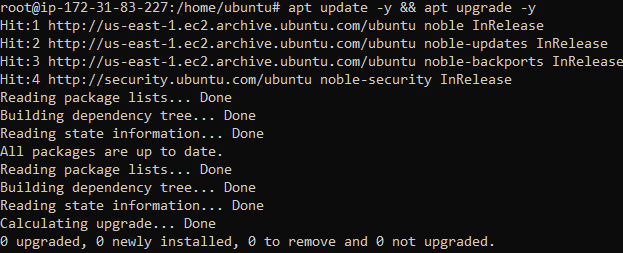 root@ip-172-31-83-227:/home/ubuntu# apt update -y && apt upgrade -y
Hit:1 http://us-east-1.ec2.archive.ubuntu.com/ubuntu noble InRelease
Hit:2 http://us-east-1.ec2.archive.ubuntu.com/ubuntu noble-updates InRelease
Hit:3 http://us-east-1.ec2.archive.ubuntu.com/ubuntu noble-backports InRelease
Hit:4 http://security.ubuntu.com/ubuntu noble-security InRelease
Reading package lists... Done
Building dependency tree... Done
Reading state information... Done
All packages are up to date.
Reading package lists... Done
Building dependency tree... Done
Reading state information... Done
Calculating upgrade... Done
0 upgraded, 0 newly installed, 0 to remove and 0 not upgraded.